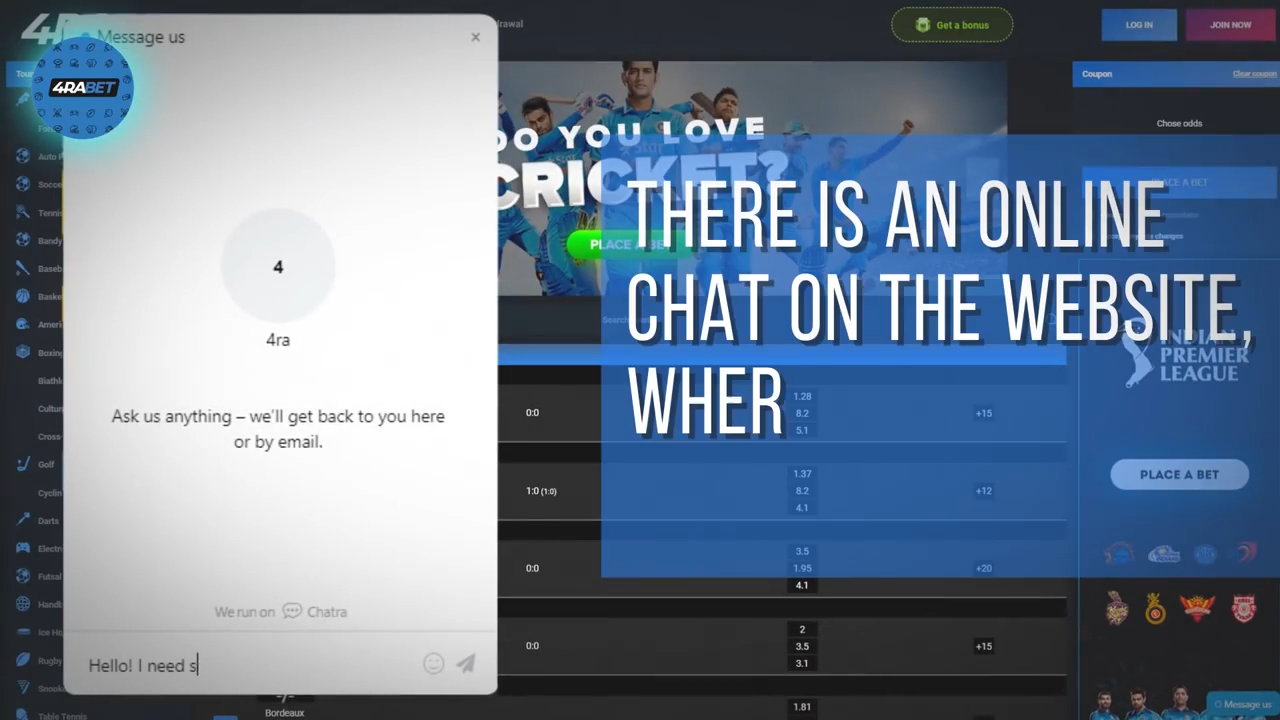 Message us
4RABET
Get a bonus
LOG IN
JOIN NOW
Coupon
Clear coupon
Chose odds
DO YOU LOVE
CRICKET?
PLACE A BET
PLACE A BET
4
4ra
Ask us anything – we'll get back to you here
or by email.
We run on Chatra
Hello! I need s
THERE IS AN ONLINE
CHAT ON THE WEBSITE,
WHER
INDIAN
PREMIER
LEAGUE
PLACE A BET
0:0
1.28
8.2
5.1
+15
1:0 (1:0)
1.37
8.2
4.1
+12
0:0
3.5
1.95
4.1
+20
0:0
2
3.5
3.1
+15
1.81
Golf
Darts
Futsal
Rugby
Table Tennis
Bordeaux
Message us